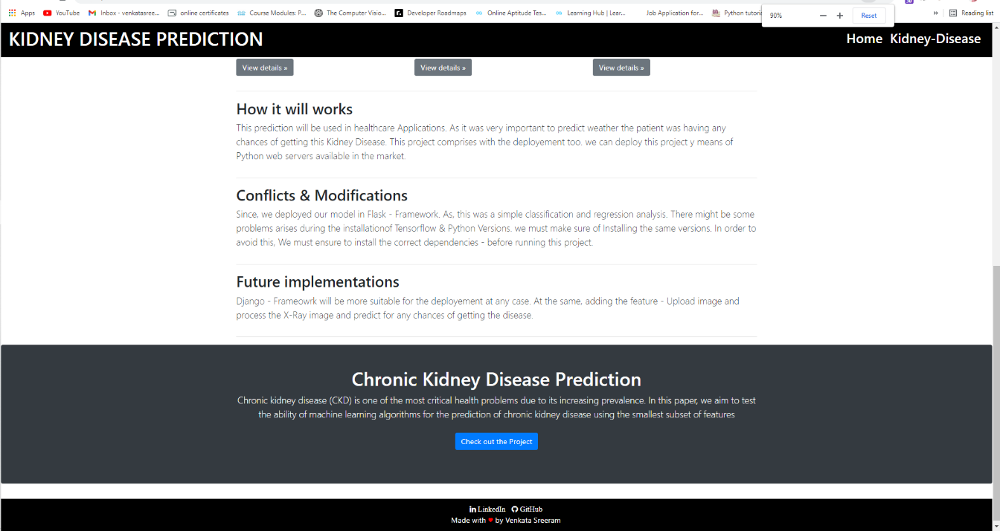 Apps YouTube Inbox - venkatasree... online certificates Course Modules: P... The Computer Visio... Developer Roadmaps Online Aptitude Tes... Learning Hub | Lear... Job Application for... Python tutoria » Reading list
90% − + Reset
KIDNEY DISEASE PREDICTION Home Kidney-Disease
View details » View details » View details »
How it will works
This prediction will be used in healthcare Applications. As it was very important to predict weather the patient was having any
chances of getting this Kidney Disease. This project comprises with the deployement too. we can deploy this project y means of
Python web servers available in the market.
Conflicts & Modifications
Since, we deployed our model in Flask - Framework. As, this was a simple classification and regression analysis. There might be some
problems arises during the installationof Tensorflow & Python Versions. we must make sure of Installing the same versions. In order to
avoid this, We must ensure to install the correct dependencies - before running this project.
Future implementations
Django - Frameowrk will be more suitable for the deployement at any case. At the same, adding the feature - Upload image and
process the X-Ray image and predict for any chances of getting the disease.
Chronic Kidney Disease Prediction
Chronic kidney disease (CKD) is one of the most critical health problems due to its increasing prevalence. In this paper, we aim to test
the ability of machine learning algorithms for the prediction of chronic kidney disease using the smallest subset of features
Check out the Project
LinkedIn GitHub
Made with ♥ by Venkata Sreeram